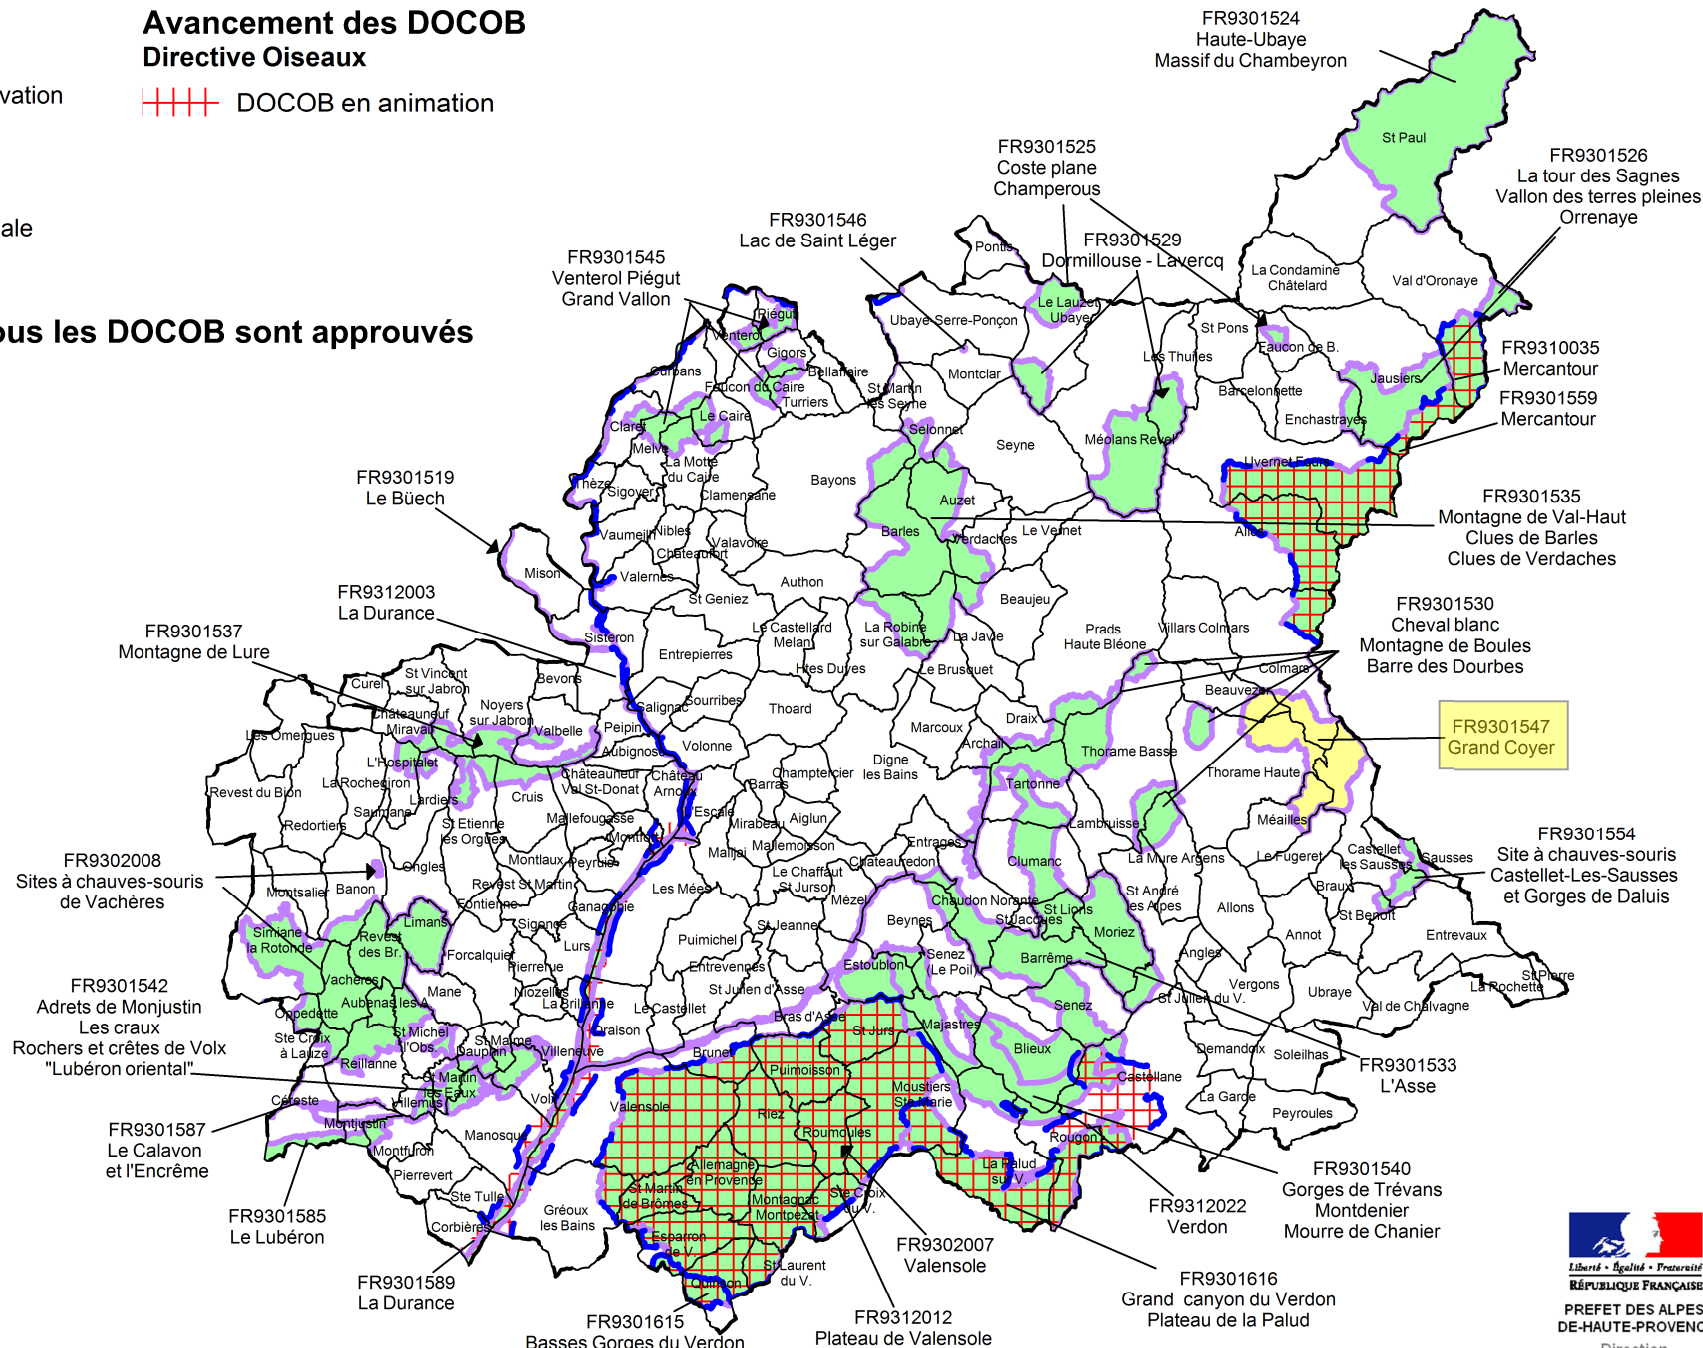 Avancement des DOCOB
Directive Oiseaux
vation
DOCOB en animation
ale
ous les DOCOB sont approuvés
FR9301524
Haute-Ubaye
Massif du Chambeyron
St Paul
FR9301525
Coste plane
Champerous
FR9301526
La tour des Sagnes
Vallon des terres pleines
Orrenaye
FR9301546
Lac de Saint Léger
FR9301529
Dormillouse - Lavercq
FR9301545
Venterol Piégut
Grand Vallon
Pontis
La Condamine
Châtelard
Val d'Oronaye
Le Lauzet
Ubaye
Piégut
Ubaye-Serre-Ponçon
St Pons
Venterol
Faucon de B.
FR9310035
Mercantour
Gigors
Les Thuiles
Curbans
Bellaffaire
Montclar
Jausiers
Faucon du Caire
St Martin
les Seyne
Barcelonnette
FR9301559
Mercantour
Turriers
Le Caire
Enchastrayes
Claret
Selonnet
Seyne
Méolans Revel
Melve
La Motte
du Caire
Uvernet Fours
FR9301519
Le Büech
Thèze
Sigoyer
Clamensane
Bayons
Auzet
FR9301535
Montagne de Val-Haut
Clues de Barles
Clues de Verdaches
Vaumeilh
Nibles
Valavoire
Barles
Verdaches
Le Vernet
Allos
Châteaufort
Mison
Valernes
Authon
FR9312003
La Durance
St Geniez
Beaujeu
FR9301530
Cheval blanc
Montagne de Boules
Barre des Dourbes
FR9301537
Montagne de Lure
Sisteron
Le Castellard
Melan
La Robine
sur Galabre
La Javie
Prads
Haute Bléone
Villars Colmars
Entrepierres
Htes Duyes
Le Brusquet
Colmars
St Vincent
sur Jabron
Bevons
Curel
Beauvezer
Noyers
sur Jabron
Salignac
Sourribes
Thoard
Châteauneuf
Miravail
Draix
FR9301547
Grand Coyer
Les Omergues
Valbelle
Peipin
Marcoux
Aubignosc
Volonne
Archail
Thorame Basse
L'Hospitalet
Digne
les Bains
Châteauneuf
Val St-Donat
Château
Arnoux
Champtercier
Thorame Haute
Revest du Bion
La Rochegiron
Barras
Tartonne
Lardiers
Cruis
Saumane
L'Escale
Redortiers
St Etienne
les Orgues
Mallefougasse
Mirabeau
Aiglun
Lambruisse
Méailles
Montfort
Malijai
Mallemoisson
Entrages
Castellet
les Sausses
Sausses
FR9301554
Site à chauves-souris
Castellet-Les-Sausses
et Gorges de Daluis
FR9302008
Sites à chauves-souris
de Vachères
Ongles
Montlaux
Peyruis
Chateauredon
Clumanc
La Mure Argens
Le Fugeret
Le Chaffaut
St Jurson
Montsalier
Banon
Revest St Martin
Les Mées
Mézel
Braux
Fontienne
Ganagobie
Chaudon Norante
St Lions
St André
les Alpes
Allons
St Benoit
Limans
Sigonce
St Jeannet
Beynes
St Jacques
Simiane
la Rotonde
Revest
des Br.
Lurs
Puimichel
Moriez
Annot
Entrevaux
Forcalquier
Pierrerue
Entrevennes
Estoublon
Senez
(Le Poil)
Barrême
Angles
Vachères
Mane
Niozelles
St Julien d'Asse
Vergons
Ubraye
St Pierre
La Rochette
FR9301542
Adrets de Monjustin
Les craux
Rochers et crêtes de Volx
"Lubéron oriental"
Aubenas les A.
La Brillanne
Le Castellet
Senez
St Julien du V.
Val de Chalvagne
Oppedette
Bras d'Asse
St Michel
l'Obs.
Oraison
St Jurs
Majastres
Ste Croix
à Lauze
St Maime
Dauphin
Villeneuve
Brunet
Blieux
Demandolx
Soleilhas
Reillanne
Puimoisson
Castellane
FR9301533
L'Asse
St Martin
les Eaux
Moustiers
Ste Marie
Céreste
Villemus
Volx
Valensole
La Garde
Riez
Peyroules
FR9301587
Le Calavon
et l'Encrême
Montjustin
Manosque
Roumoules
Rougon
Montfuron
Allemagne
en Provence
La Palud
sur V.
Pierrevert
FR9301540
Gorges de Trévans
Montdenier
Mourre de Chanier
Ste Tulle
St Martin
de Brômes
Montagnac
Montpezat
Ste Croix
du V.
FR9301585
Le Lubéron
Corbières
Gréoux
les Bains
FR9312022
Verdon
Esparron
de V.
FR9302007
Valensole
St Laurent
du V.
FR9301589
La Durance
Quinson
FR9301616
Grand canyon du Verdon
Plateau de la Palud
FR9301615
Basses Gorges du Verdon
FR9312012
Plateau de Valensole
Liberté • Égalité • Fraternité
RÉPUBLIQUE FRANÇAISE
PREFET DES ALPES
DE-HAUTE-PROVENC
Direction